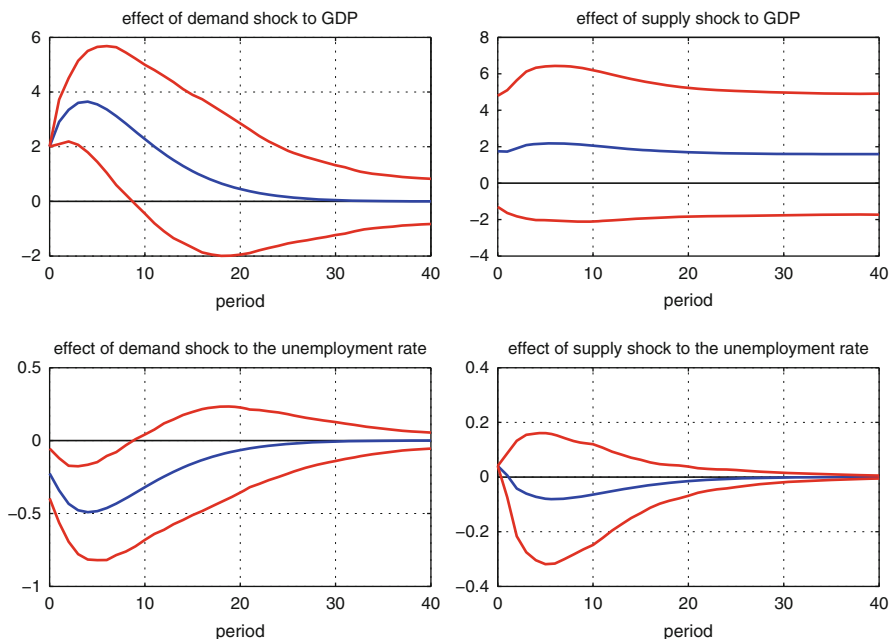 effect of demand shock to GDP
6
4
2
0
−2
0 10 20 30 40
period
effect of supply shock to GDP
8
6
4
2
0
−2
−4
0 10 20 30 40
period
effect of demand shock to the unemployment rate
0.5
0
−0.5
−1
0 10 20 30 40
period
effect of supply shock to the unemployment rate
0.4
0.2
0
−0.2
−0.4
0 10 20 30 40
period